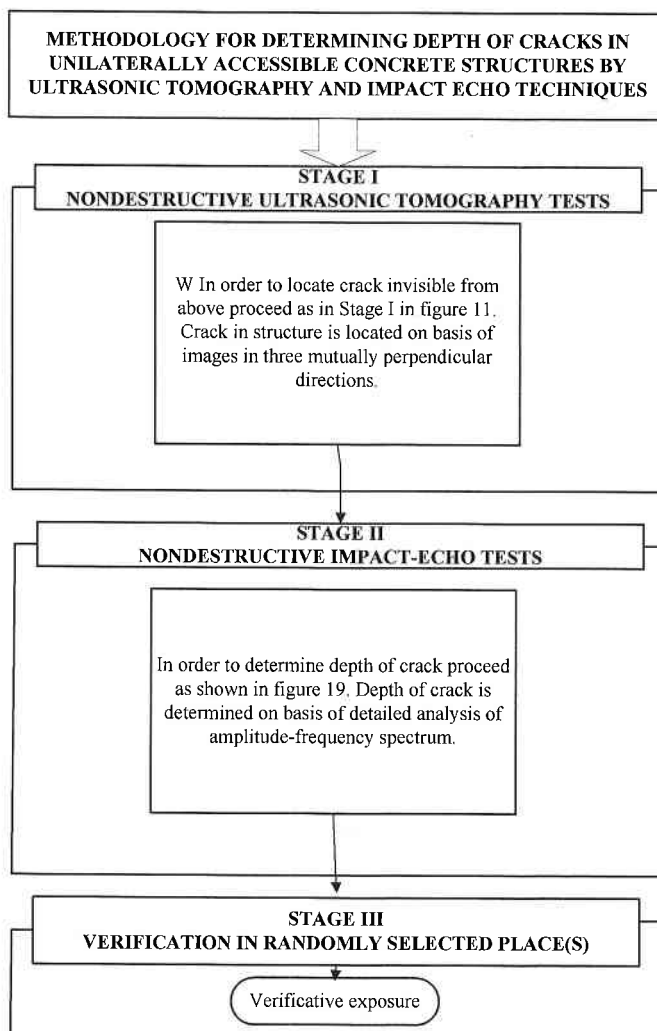 METHODOLOGY FOR DETERMINING DEPTH OF CRACKS IN
UNILATERALLY ACCESSIBLE CONCRETE STRUCTURES BY
ULTRASONIC TOMOGRAPHY AND IMPACT ECHO TECHNIQUES
STAGE I
NONDESTRUCTIVE ULTRASONIC TOMOGRAPHY TESTS
W In order to locate crack invisible from
above proceed as in Stage I in figure 11.
Crack in structure is located on basis of
images in three mutually perpendicular
directions.
STAGE II
NONDESTRUCTIVE IMPACT-ECHO TESTS
In order to determine depth of crack proceed
as shown in figure 19. Depth of crack is
determined on basis of detailed analysis of
amplitude-frequency spectrum.
STAGE III
VERIFICATION IN RANDOMLY SELECTED PLACE(S)
Verificative exposure